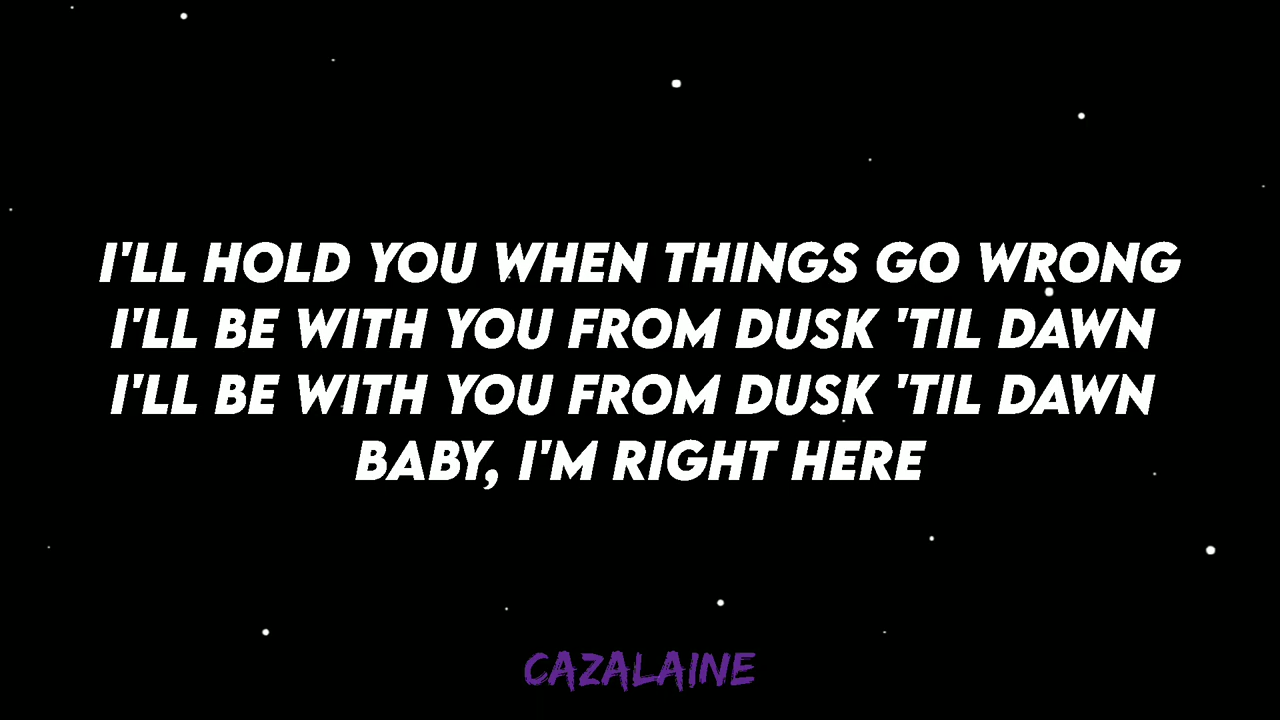 I'LL HOLD YOU WHEN THINGS GO WRONG
I'LL BE WITH YOU FROM DUSK 'TIL DAWN
I'LL BE WITH YOU FROM DUSK 'TIL DAWN
BABY, I'M RIGHT HERE
CAZALAINE